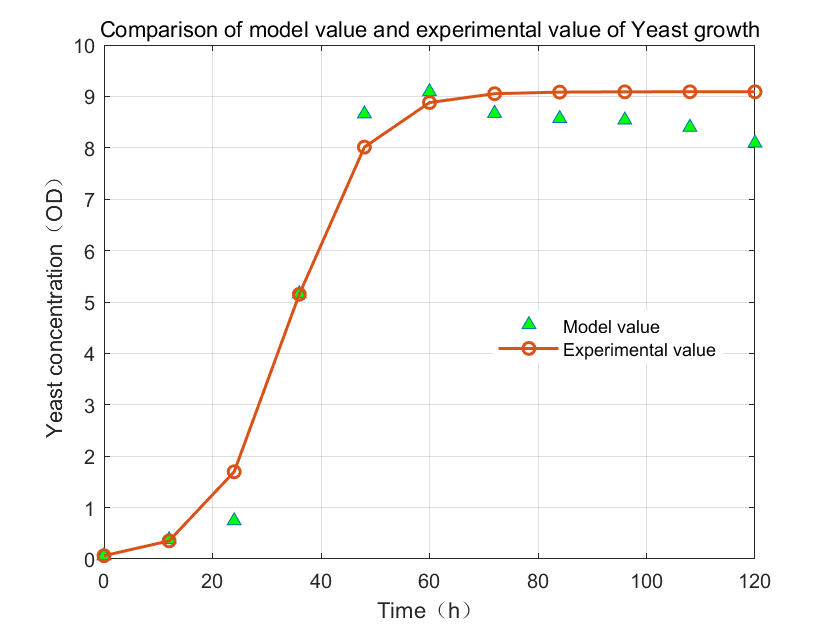 Comparison of model value and experimental value of Yeast growth
10
9
8
7
6
5
4
3
2
1
0
Yeast concentration（OD）
Model value
Experimental value
0 20 40 60 80 100 120
Time（h）